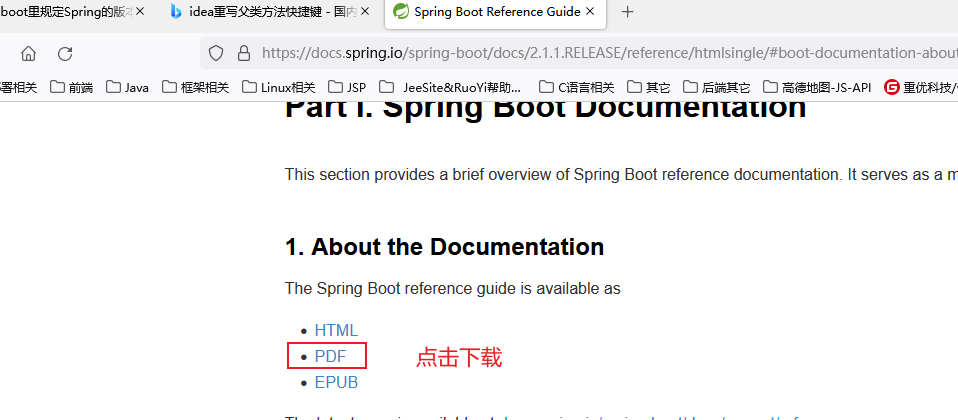 boot里规定Spring的版本
idea重写父类方法快捷键 - 国内
Spring Boot Reference Guide
https://docs.spring.io/spring-boot/docs/2.1.1.RELEASE/reference/htmlsingle/#boot-documentation-about
署相关 前端 Java 框架相关 Linux相关 JSP JeeSite&RuoYi帮助... C语言相关 其它 后端其它 高德地图-JS-API 重优科技/
Part I. Spring Boot Documentation
This section provides a brief overview of Spring Boot reference documentation. It serves as a m
1. About the Documentation
The Spring Boot reference guide is available as
• HTML
• PDF 点击下载
• EPUB